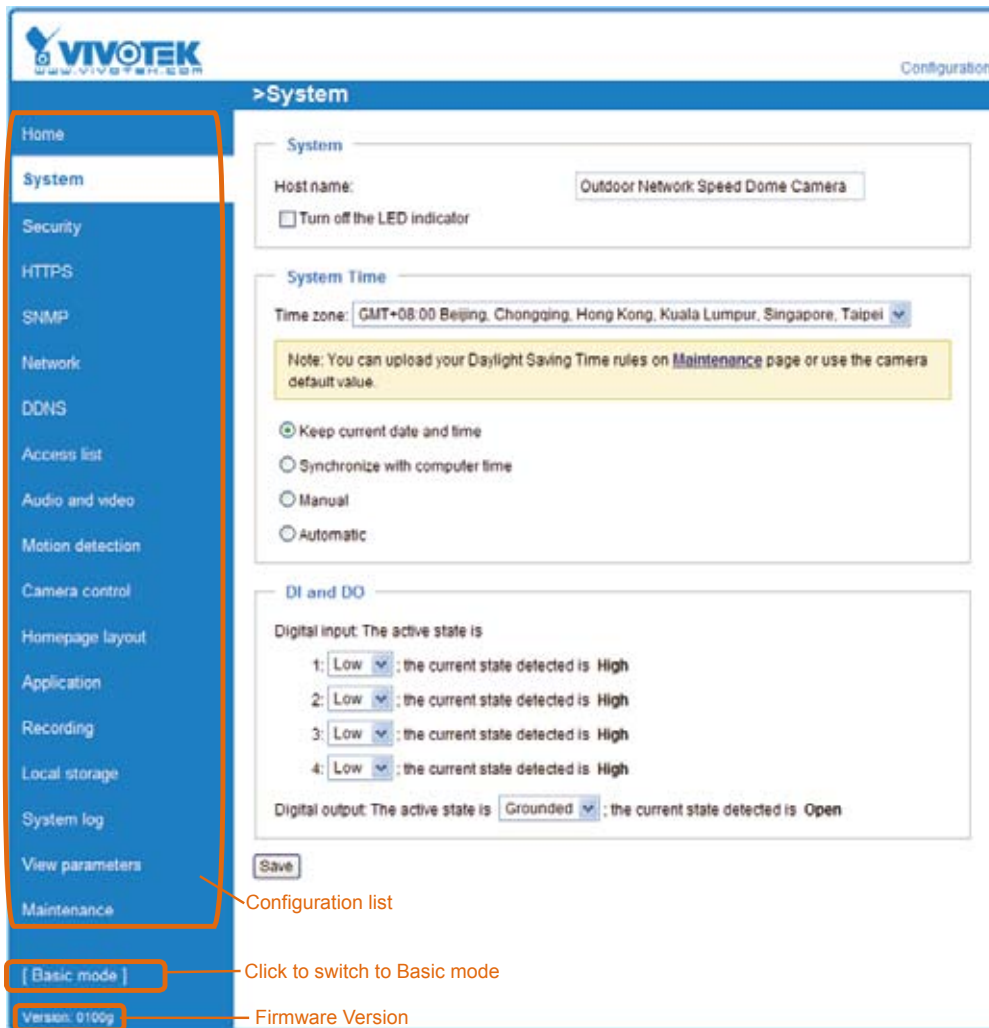 VIVOTEK
www.vivotek.com
Configuration
>System
Home
System
Security
HTTPS
SNMP
Network
DDNS
Access list
Audio and video
Motion detection
Camera control
Homepage layout
Application
Recording
Local storage
System log
View parameters
Maintenance
[ Basic mode ]
Version: 0100g
System
Host name: Outdoor Network Speed Dome Camera
Turn off the LED indicator
System Time
Time zone: GMT+08:00 Beijing, Chongqing, Hong Kong, Kuala Lumpur, Singapore, Taipei
Note: You can upload your Daylight Saving Time rules on Maintenance page or use the camera
default value.
Keep current date and time
Synchronize with computer time
Manual
Automatic
DI and DO
Digital input: The active state is
1: Low ; the current state detected is High
2: Low ; the current state detected is High
3: Low ; the current state detected is High
4: Low ; the current state detected is High
Digital output: The active state is Grounded ; the current state detected is Open
Save
Configuration list
Click to switch to Basic mode
Firmware Version